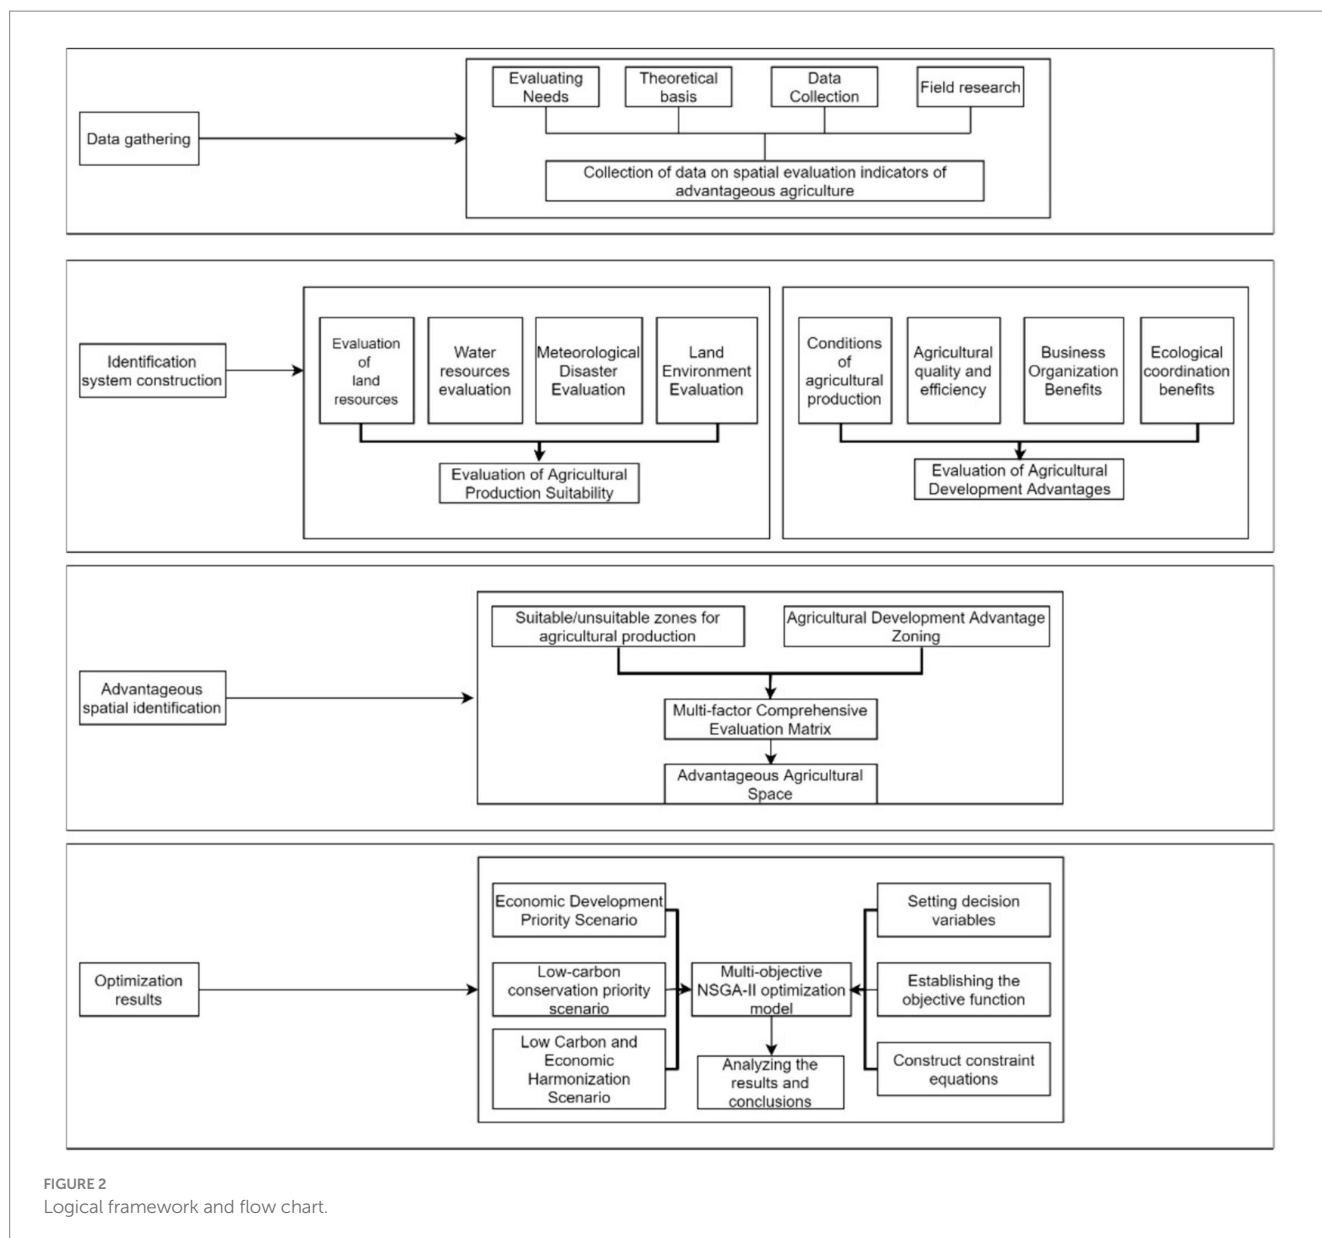 Data gathering
Evaluating
Needs
Theoretical
basis
Data
Collection
Field research
Collection of data on spatial evaluation indicators of
advantageous agriculture
Identification
system construction
Evaluation
of
land
resources
Water
resources
evaluation
Meteorological
Disaster
Evaluation
Land
Environment
Evaluation
Evaluation of Agricultural
Production Suitability
Conditions
of
agricultural
production
Agricultural
quality and
efficiency
Business
Organization
Benefits
Ecological
coordination
benefits
Evaluation of Agricultural
Development Advantages
Advantageous
spatial identification
Suitable/unsuitable zones for
agricultural production
Agricultural Development Advantage
Zoning
Multi-factor Comprehensive
Evaluation Matrix
Advantageous Agricultural
Space
Optimization
results
Economic Development
Priority Scenario
Low-carbon
conservation priority
scenario
Low Carbon and
Economic
Harmonization
Scenario
Multi-objective
NSGA-II optimization
model
Analyzing the
results and
conclusions
Setting decision
variables
Establishing the
objective function
Construct constraint
equations
FIGURE 2
Logical framework and flow chart.